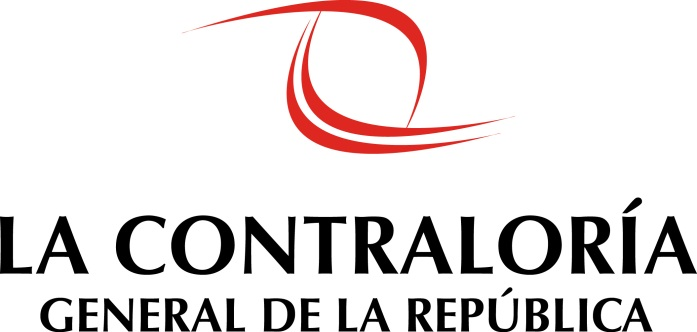 LA CONTRALORÍA
GENERAL DE LA REPÚBLICA